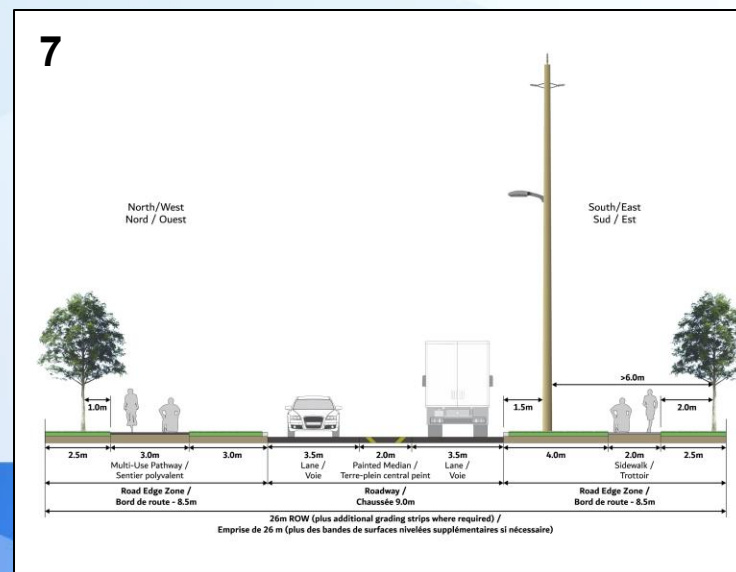 7
North/West
Nord / Ouest
South/East
Sud / Est
>6.0m
1.0m
1.5m
2.0m
2.5m
3.0m
3.0m
3.5m
2.0m
3.5m
4.0m
2.0m
2.5m
Multi-Use Pathway /
Sentier polyvalent
Lane /
Voie
Painted Median /
Terre-plein central peint
Lane /
Voie
Sidewalk /
Trottoir
Road Edge Zone /
Bord de route - 8.5m
Roadway /
Chaussée 9.0m
Road Edge Zone /
Bord de route - 8.5m
26m ROW (plus additional grading strips where required) /
Emprise de 26 m (plus des bandes de surfaces nivelées supplémentaires si nécessaire)